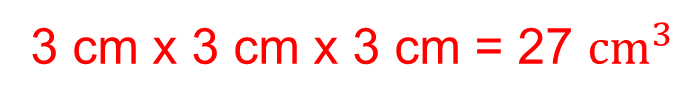 3 cm x 3 cm x 3 cm = 27 cm³